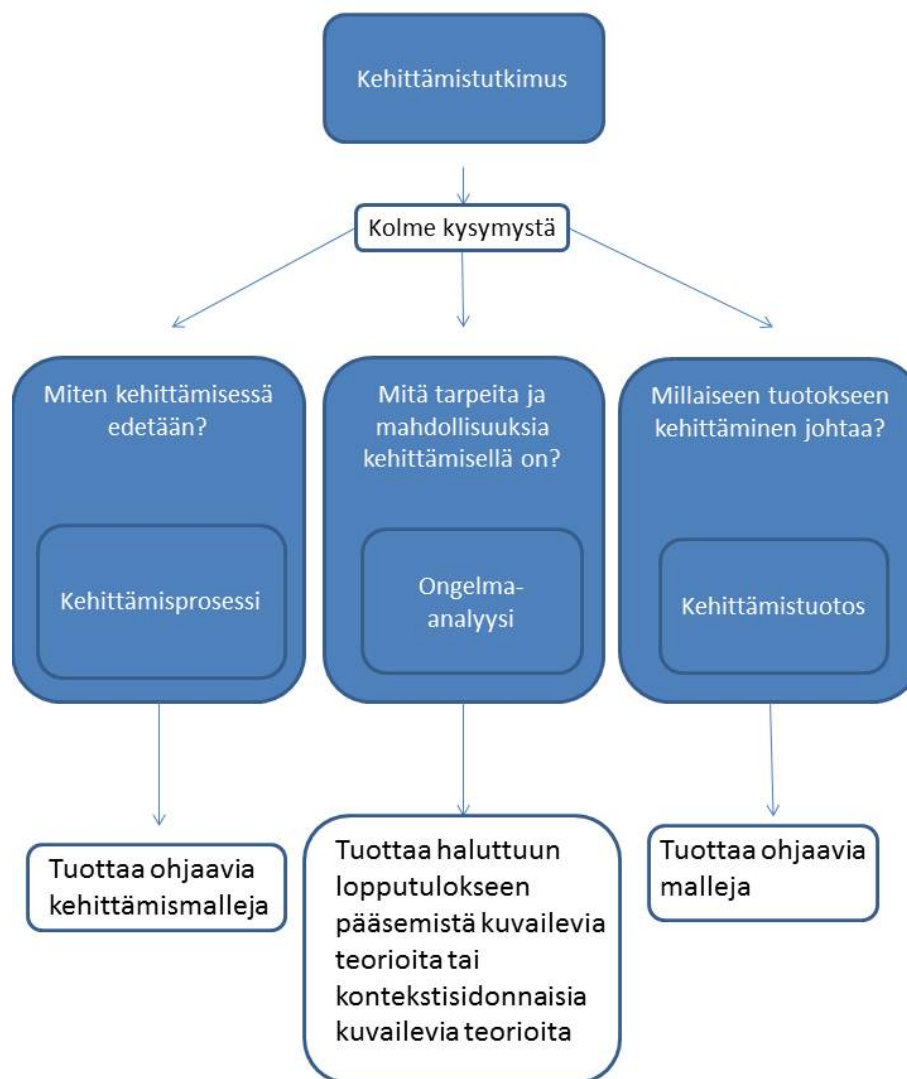 Kehittämistutkimus
Kolme kysymystä
Miten kehittämisessä
edetään?
Kehittämisprosessi
Mitä tarpeita ja
mahdollisuuksia
kehittämisellä on?
Ongelma-
analyysi
Millaiseen tuotokseen
kehittäminen johtaa?
Kehittämistuotos
Tuottaa ohjaavia
kehittämismalleja
Tuottaa haluttuun
lopputulokseen
pääsemistä kuvailevia
teorioita tai
kontekstisidonnaisia
kuvailevia teorioita
Tuottaa ohjaavia
malleja